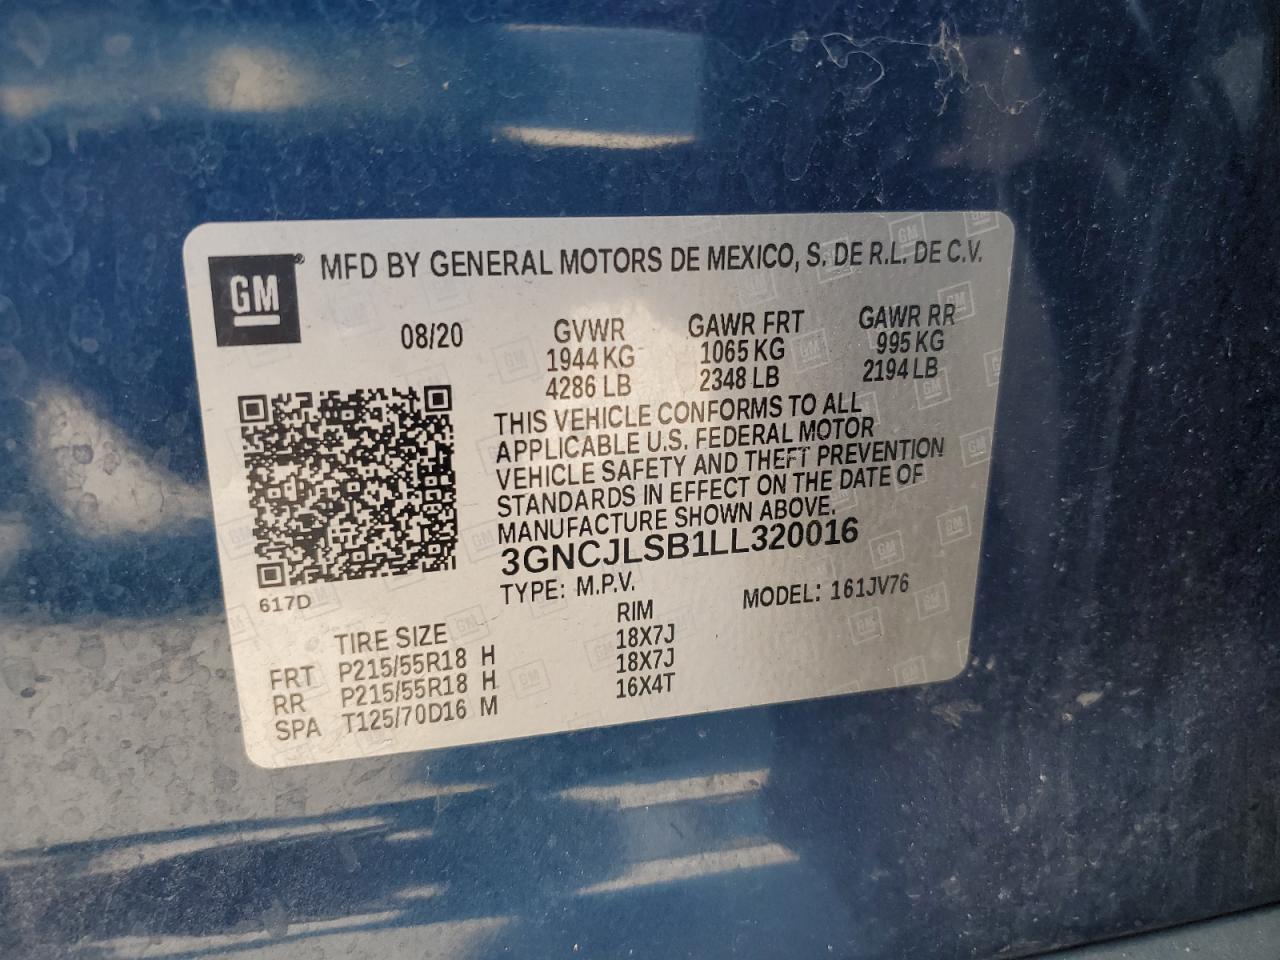 GM® MFD BY GENERAL MOTORS DE MEXICO, S. DE R.L. DE C.V.
08/20 GVWR GAWR FRT GAWR RR
1944 KG 1065 KG 995 KG
4286 LB 2348 LB 2194 LB
THIS VEHICLE CONFORMS TO ALL
APPLICABLE U.S. FEDERAL MOTOR
VEHICLE SAFETY AND THEFT PREVENTION
STANDARDS IN EFFECT ON THE DATE OF
MANUFACTURE SHOWN ABOVE.
3GNCJLSB1LL320016
617D
TYPE: M.P.V. MODEL: 161JV76
TIRE SIZE RIM
FRT P215/55R18 H 18X7J
RR P215/55R18 H 18X7J
SPA T125/70D16 M 16X4T